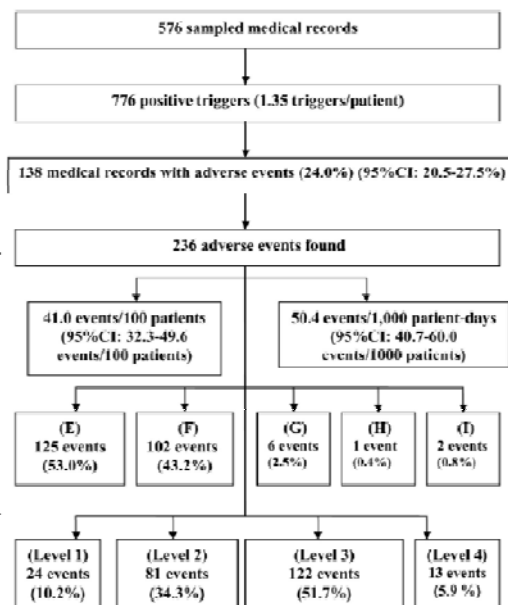 576 sampled medical records
776 positive triggers (1.35 triggers/patient)
138 medical records with adverse events (24.0%) (95%CI: 20.5-27.5%)
236 adverse events found
41.0 events/100 patients
(95%CI: 32.3-49.6
events/100 patients)
50.4 events/1,000 patient-days
(95%CI: 40.7-60.0
events/1000 patients)
(E)
125 events
(53.0%)
(F)
102 events
(43.2%)
(G)
6 events
(2.5%)
(H)
1 event
(0.4%)
(I)
2 events
(0.8%)
(Level 1)
24 events
(10.2%)
(Level 2)
81 events
(34.3%)
(Level 3)
122 events
(51.7%)
(Level 4)
13 events
(5.9 %)